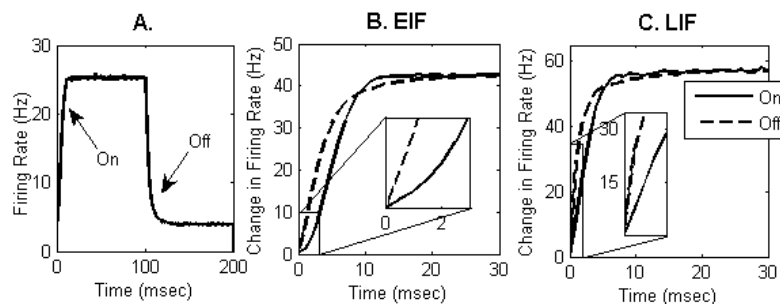 A.
Firing Rate (Hz)
30
20
10
0
On
Off
0
100
200
Time (msec)
B. EIF
Change in Firing Rate (Hz)
50
40
30
20
10
0
0
2
0
10
20
30
Time (msec)
C. LIF
Change in Firing Rate (Hz)
60
40
20
0
30
15
On
Off
0
10
20
30
Time (msec)